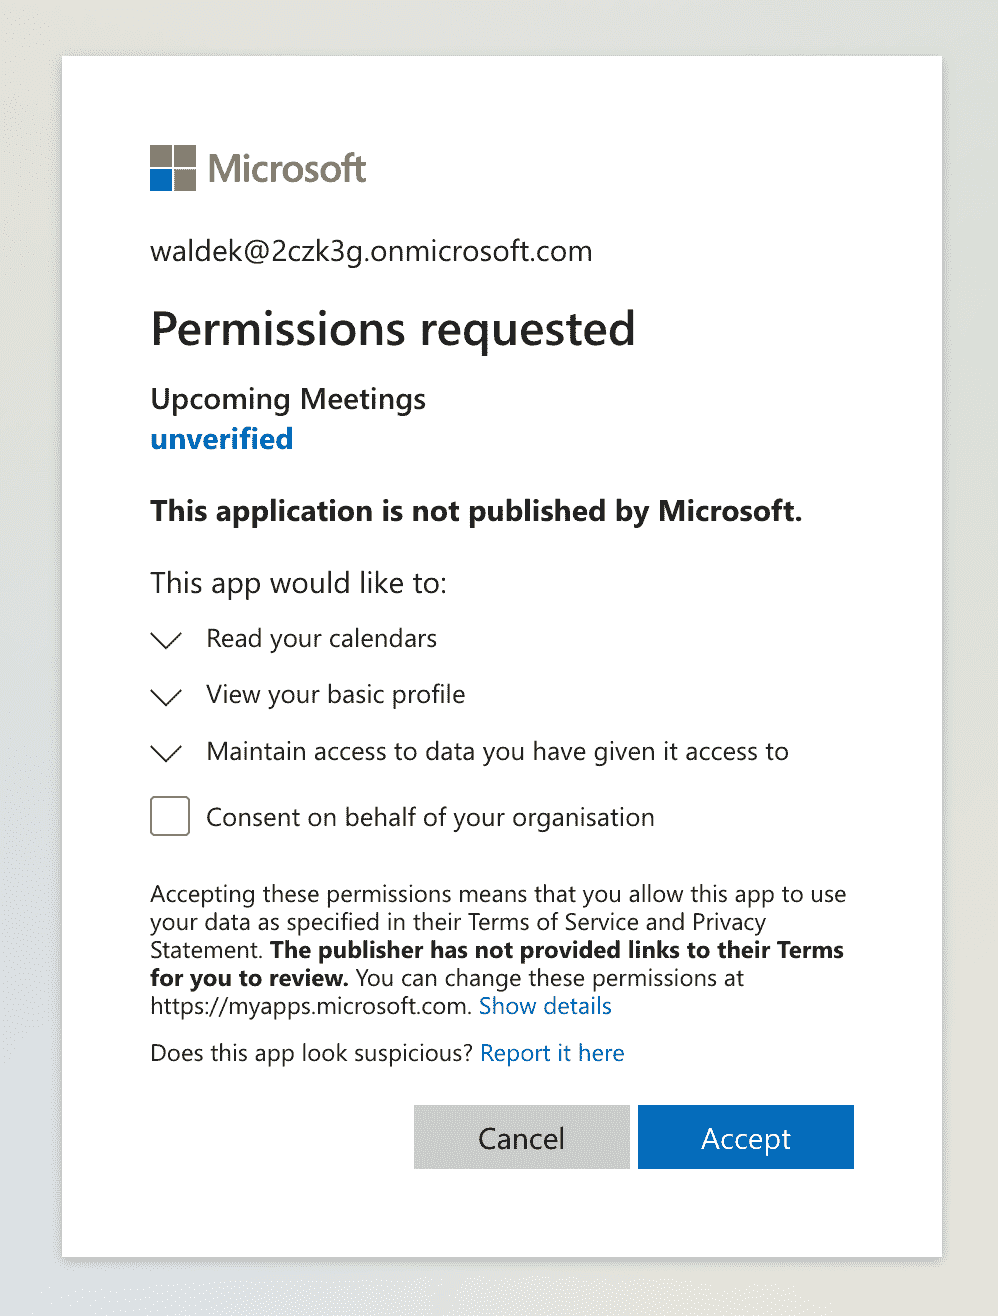 Microsoft
waldek@2czk3g.onmicrosoft.com
Permissions requested
Upcoming Meetings
unverified
This application is not published by Microsoft.
This app would like to:
Read your calendars
View your basic profile
Maintain access to data you have given it access to
Consent on behalf of your organisation
Accepting these permissions means that you allow this app to use
your data as specified in their Terms of Service and Privacy
Statement. The publisher has not provided links to their Terms
for you to review. You can change these permissions at
https://myapps.microsoft.com. Show details
Does this app look suspicious? Report it here
Cancel Accept